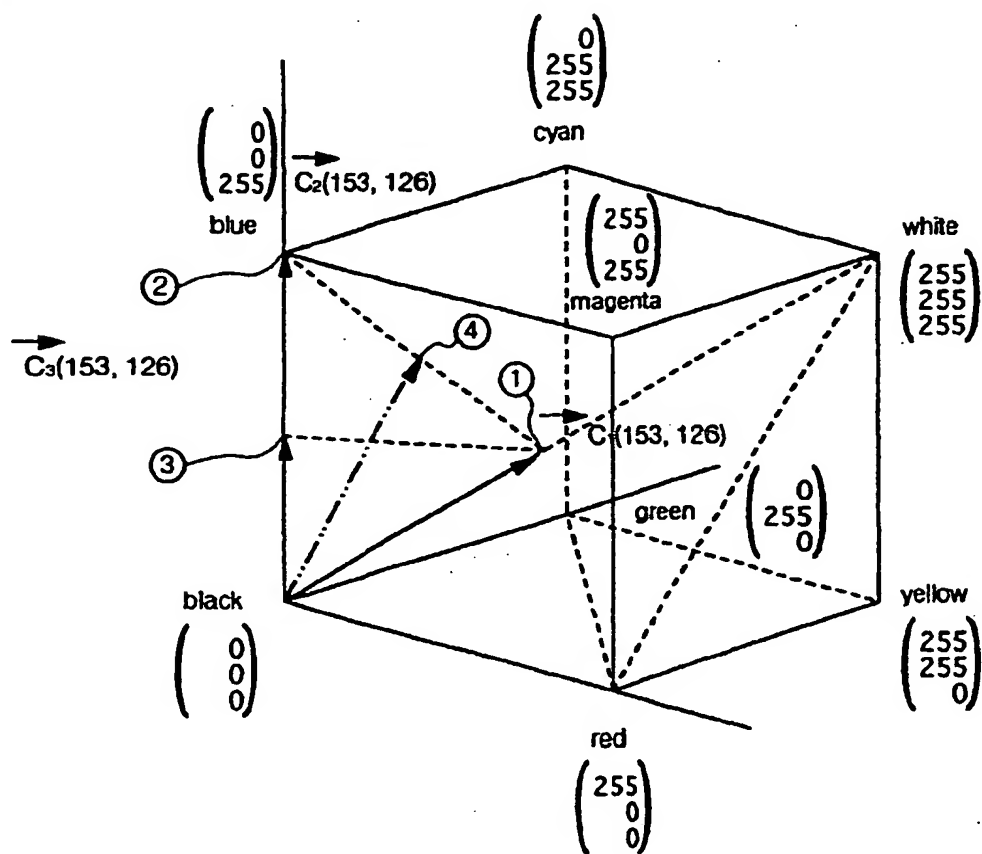 0
255
255
cyan
0
0
255
blue
C₂(153, 126)
255
0
255
magenta
white
255
255
255
②
④
C₃(153, 126)
①
C (153, 126)
③
green
0
255
0
black
0
0
0
yellow
255
255
0
red
255
0
0